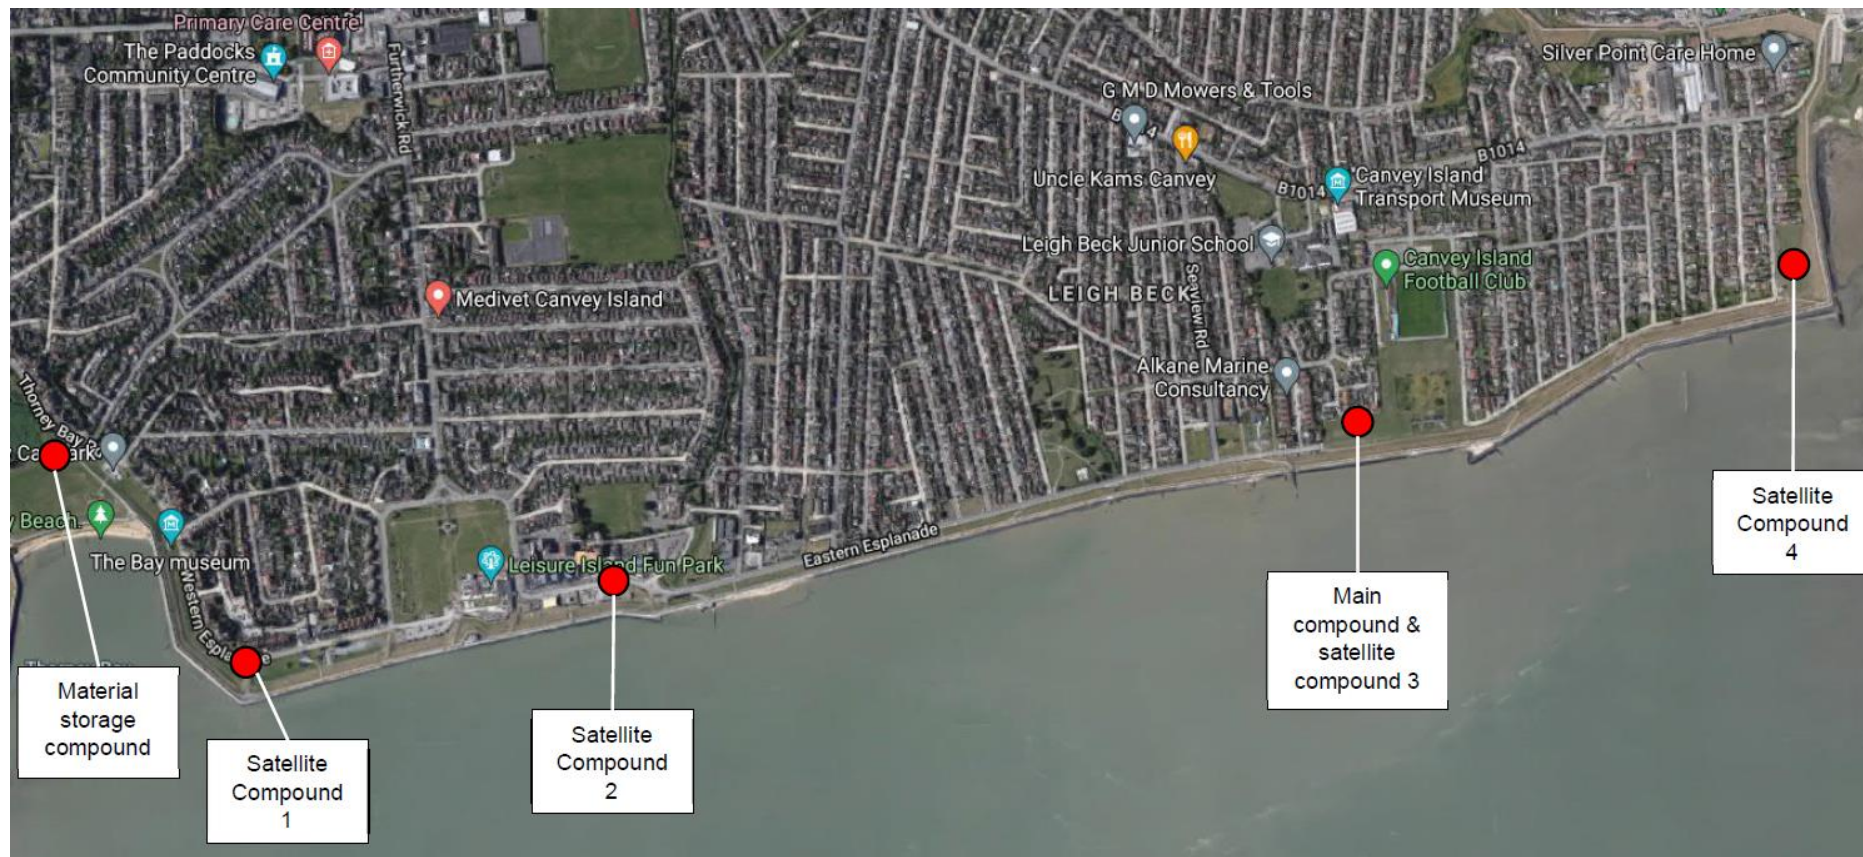 Primary Care Centre
The Paddocks
Community Centre
Furtherwick Rd
Silver Point Care Home
G M D Mowers & Tools
Uncle Kams Canvey
B1014
B1014
Canvey Island
Transport Museum
Leigh Beck Junior School
Canvey Island
Football Club
LEIGH BECK
Seaview Rd
Medivet Canvey Island
Alkane Marine
Consultancy
Thorney Bay
y Beach
The Bay museum
Western Esplanade
Leisure Island Fun Park
Eastern Esplanade
Material
storage
compound
Satellite
Compound
1
Satellite
Compound
2
Main
compound &
satellite
compound 3
Satellite
Compound
4